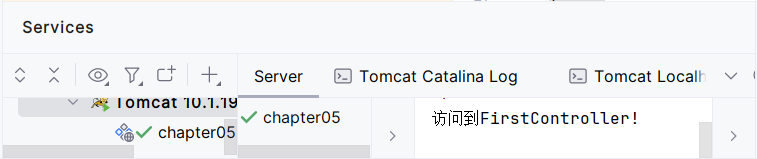 Services
Server
Tomcat Catalina Log
Tomcat Localh
Tomcat 10.1.19
chapter05
chapter05
访问到FirstController!